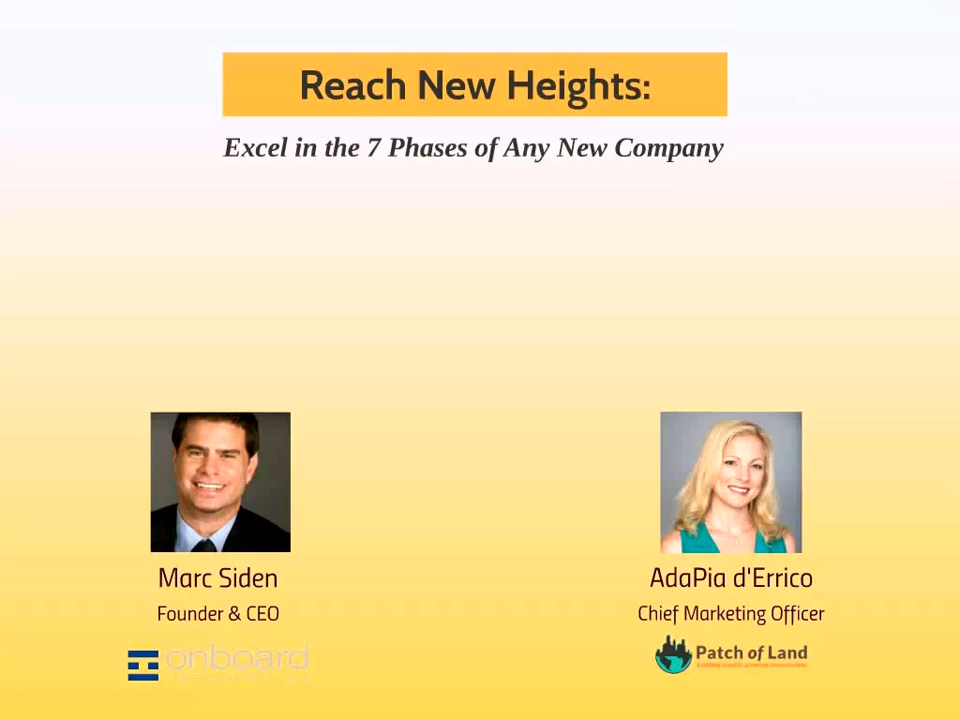 Reach New Heights:
Excel in the 7 Phases of Any New Company
Marc Siden
Founder & CEO
onboard
AdaPia d'Errico
Chief Marketing Officer
Patch of Land